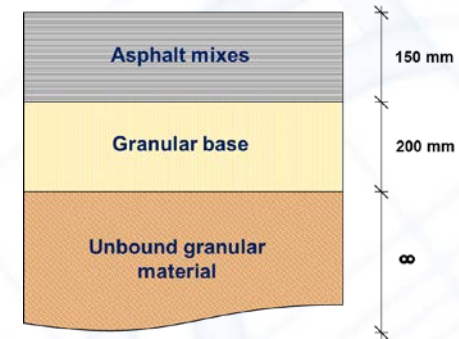 Asphalt mixes
150 mm
Granular base
200 mm
Unbound granular
material
∞